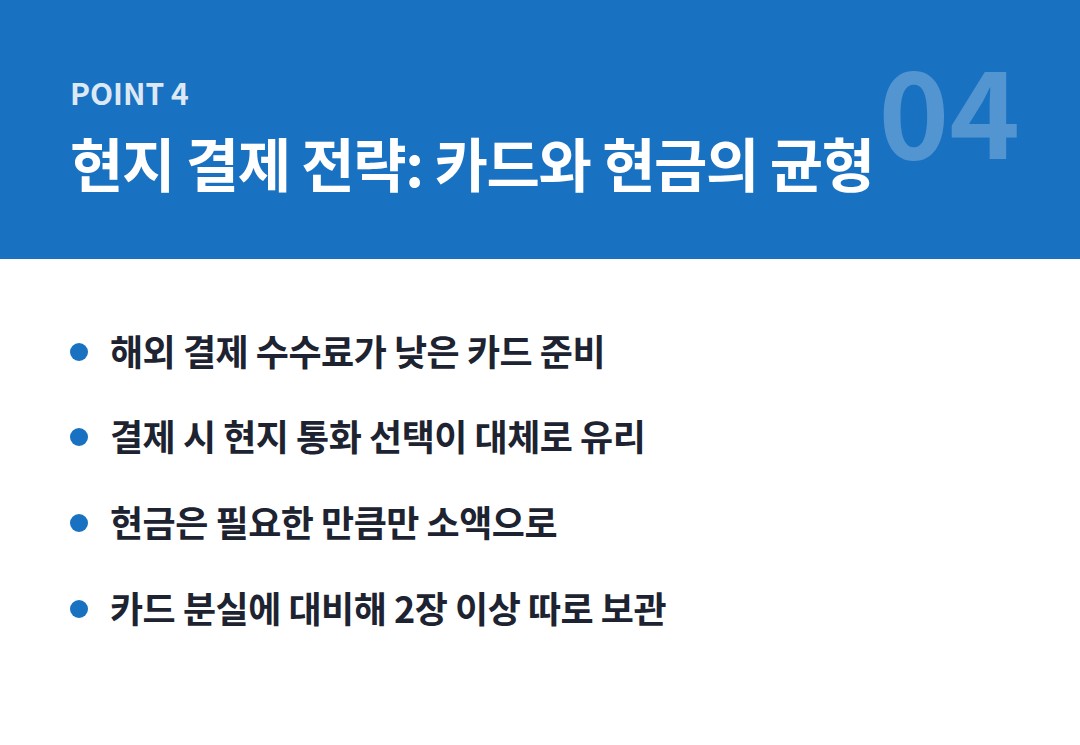 POINT 4
04
현지 결제 전략: 카드와 현금의 균형
해외 결제 수수료가 낮은 카드 준비
결제 시 현지 통화 선택이 대체로 유리
현금은 필요한 만큼만 소액으로
카드 분실에 대비해 2장 이상 따로 보관